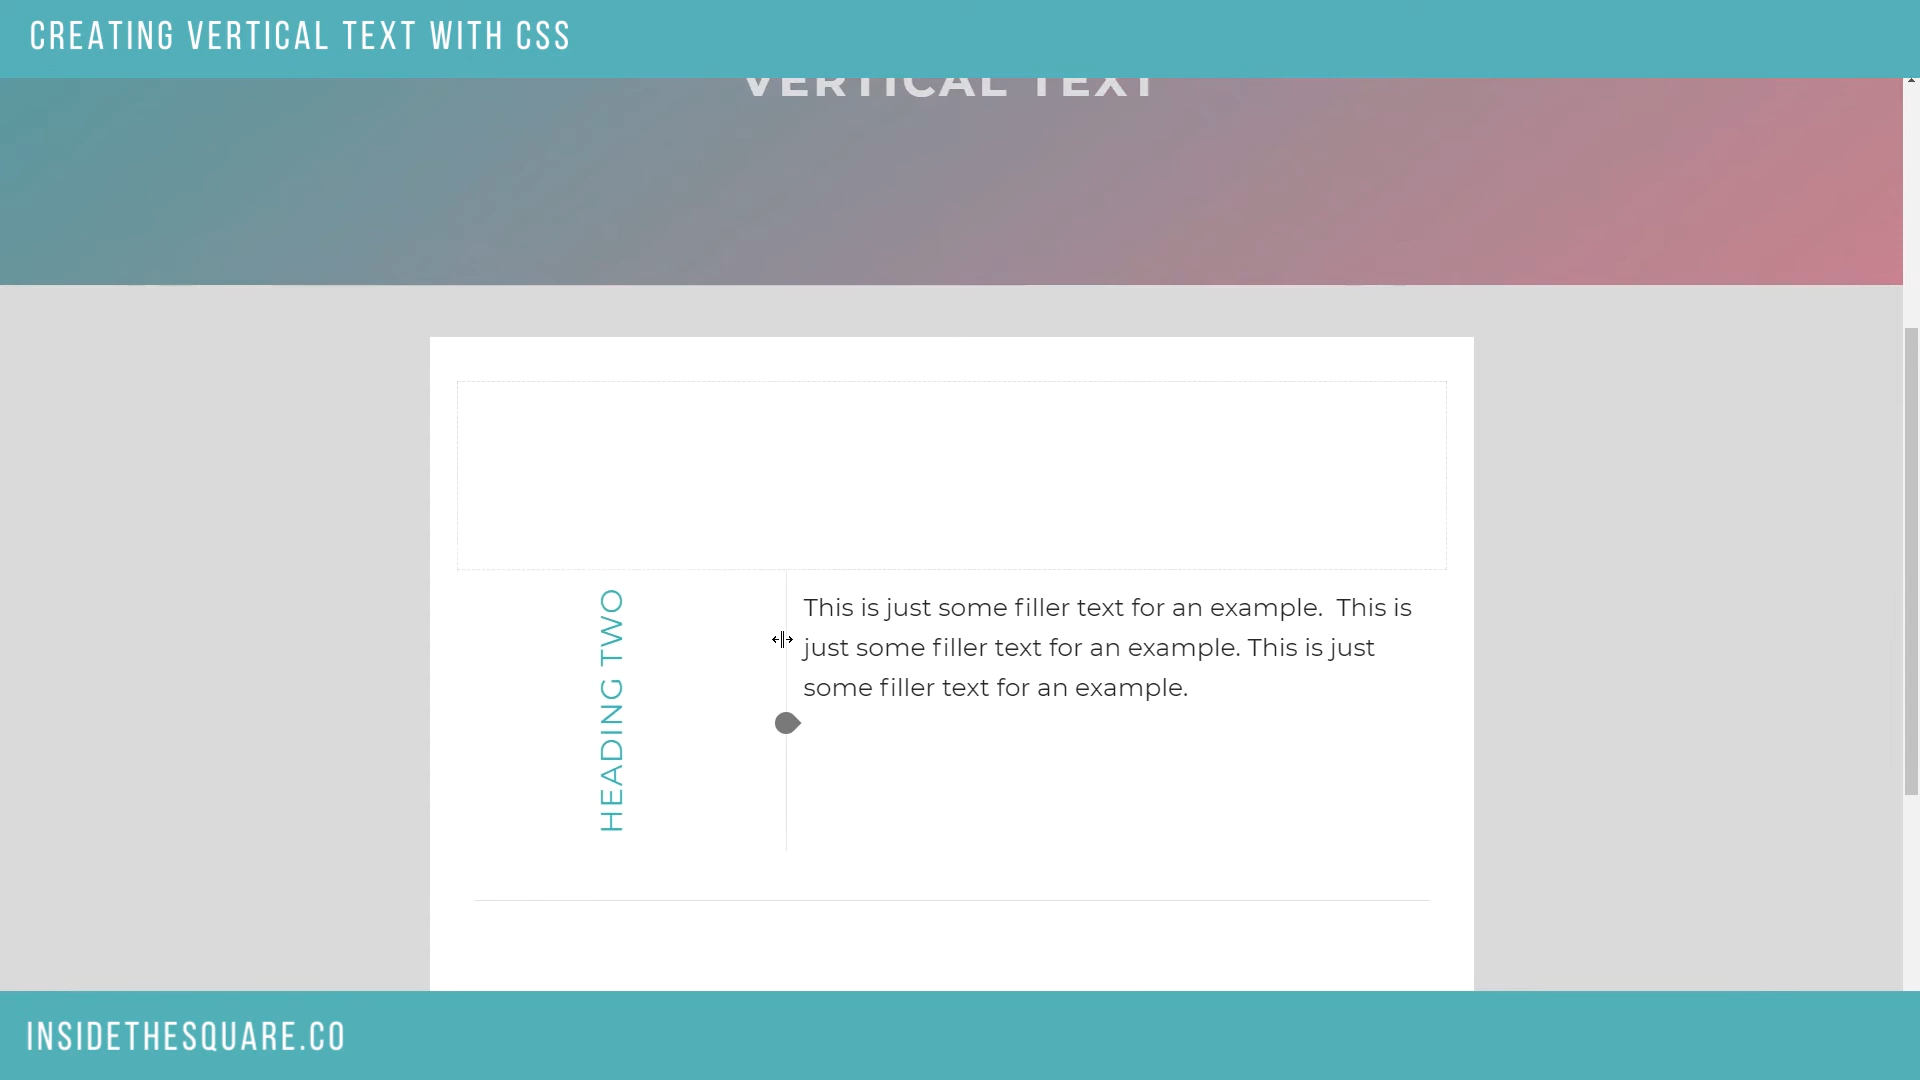 CREATING VERTICAL TEXT WITH CSS
VERTICAL TEXT
HEADING TWO
This is just some filler text for an example.  This is
just some filler text for an example. This is just
some filler text for an example.
INSIDETHESQUARE.CO